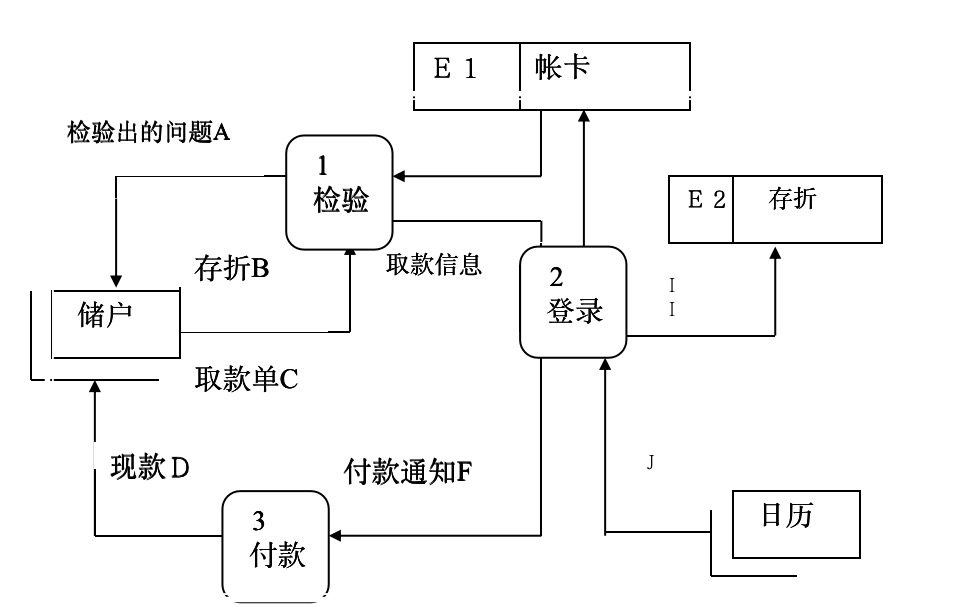 E 1 帐卡
检验出的问题A
1
检验
E 2 存折
存折B
取款信息
2
登录
I
I
储户
取款单C
现款D
付款通知F
J
3
付款
日历